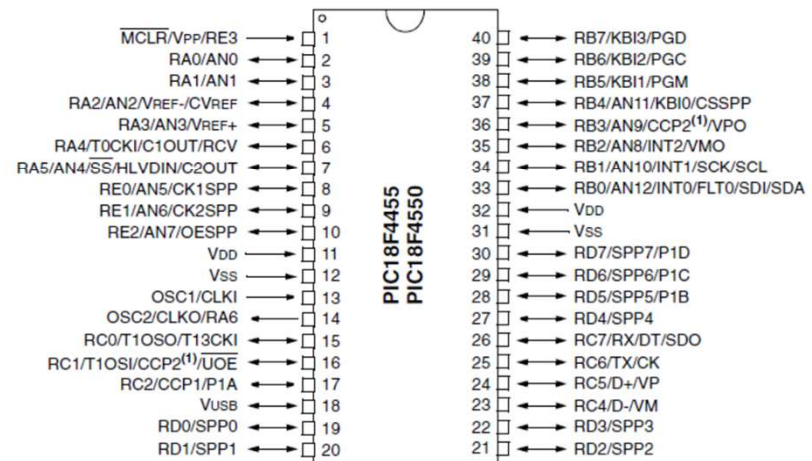 MCLR/VPP/RE3 1
RA0/AN0 2
RA1/AN1 3
RA2/AN2/VREF-/CVREF 4
RA3/AN3/VREF+ 5
RA4/T0CKI/C1OUT/RCV 6
RA5/AN4/SS/HLVDIN/C2OUT 7
RE0/AN5/CK1SPP 8
RE1/AN6/CK2SPP 9
RE2/AN7/OESPP 10
VDD 11
VSS 12
OSC1/CLKI 13
OSC2/CLKO/RA6 14
RC0/T1OSO/T13CKI 15
RC1/T1OSI/CCP2(1)/UOE 16
RC2/CCP1/P1A 17
VUSB 18
RD0/SPP0 19
RD1/SPP1 20
PIC18F4455
PIC18F4550
40 RB7/KBI3/PGD
39 RB6/KBI2/PGC
38 RB5/KBI1/PGM
37 RB4/AN11/KBI0/CSSPP
36 RB3/AN9/CCP2(1)/VPO
35 RB2/AN8/INT2/VMO
34 RB1/AN10/INT1/SCK/SCL
33 RB0/AN12/INT0/FLT0/SDI/SDA
32 VDD
31 VSS
30 RD7/SPP7/P1D
29 RD6/SPP6/P1C
28 RD5/SPP5/P1B
27 RD4/SPP4
26 RC7/RX/DT/SDO
25 RC6/TX/CK
24 RC5/D+/VP
23 RC4/D-/VM
22 RD3/SPP3
21 RD2/SPP2